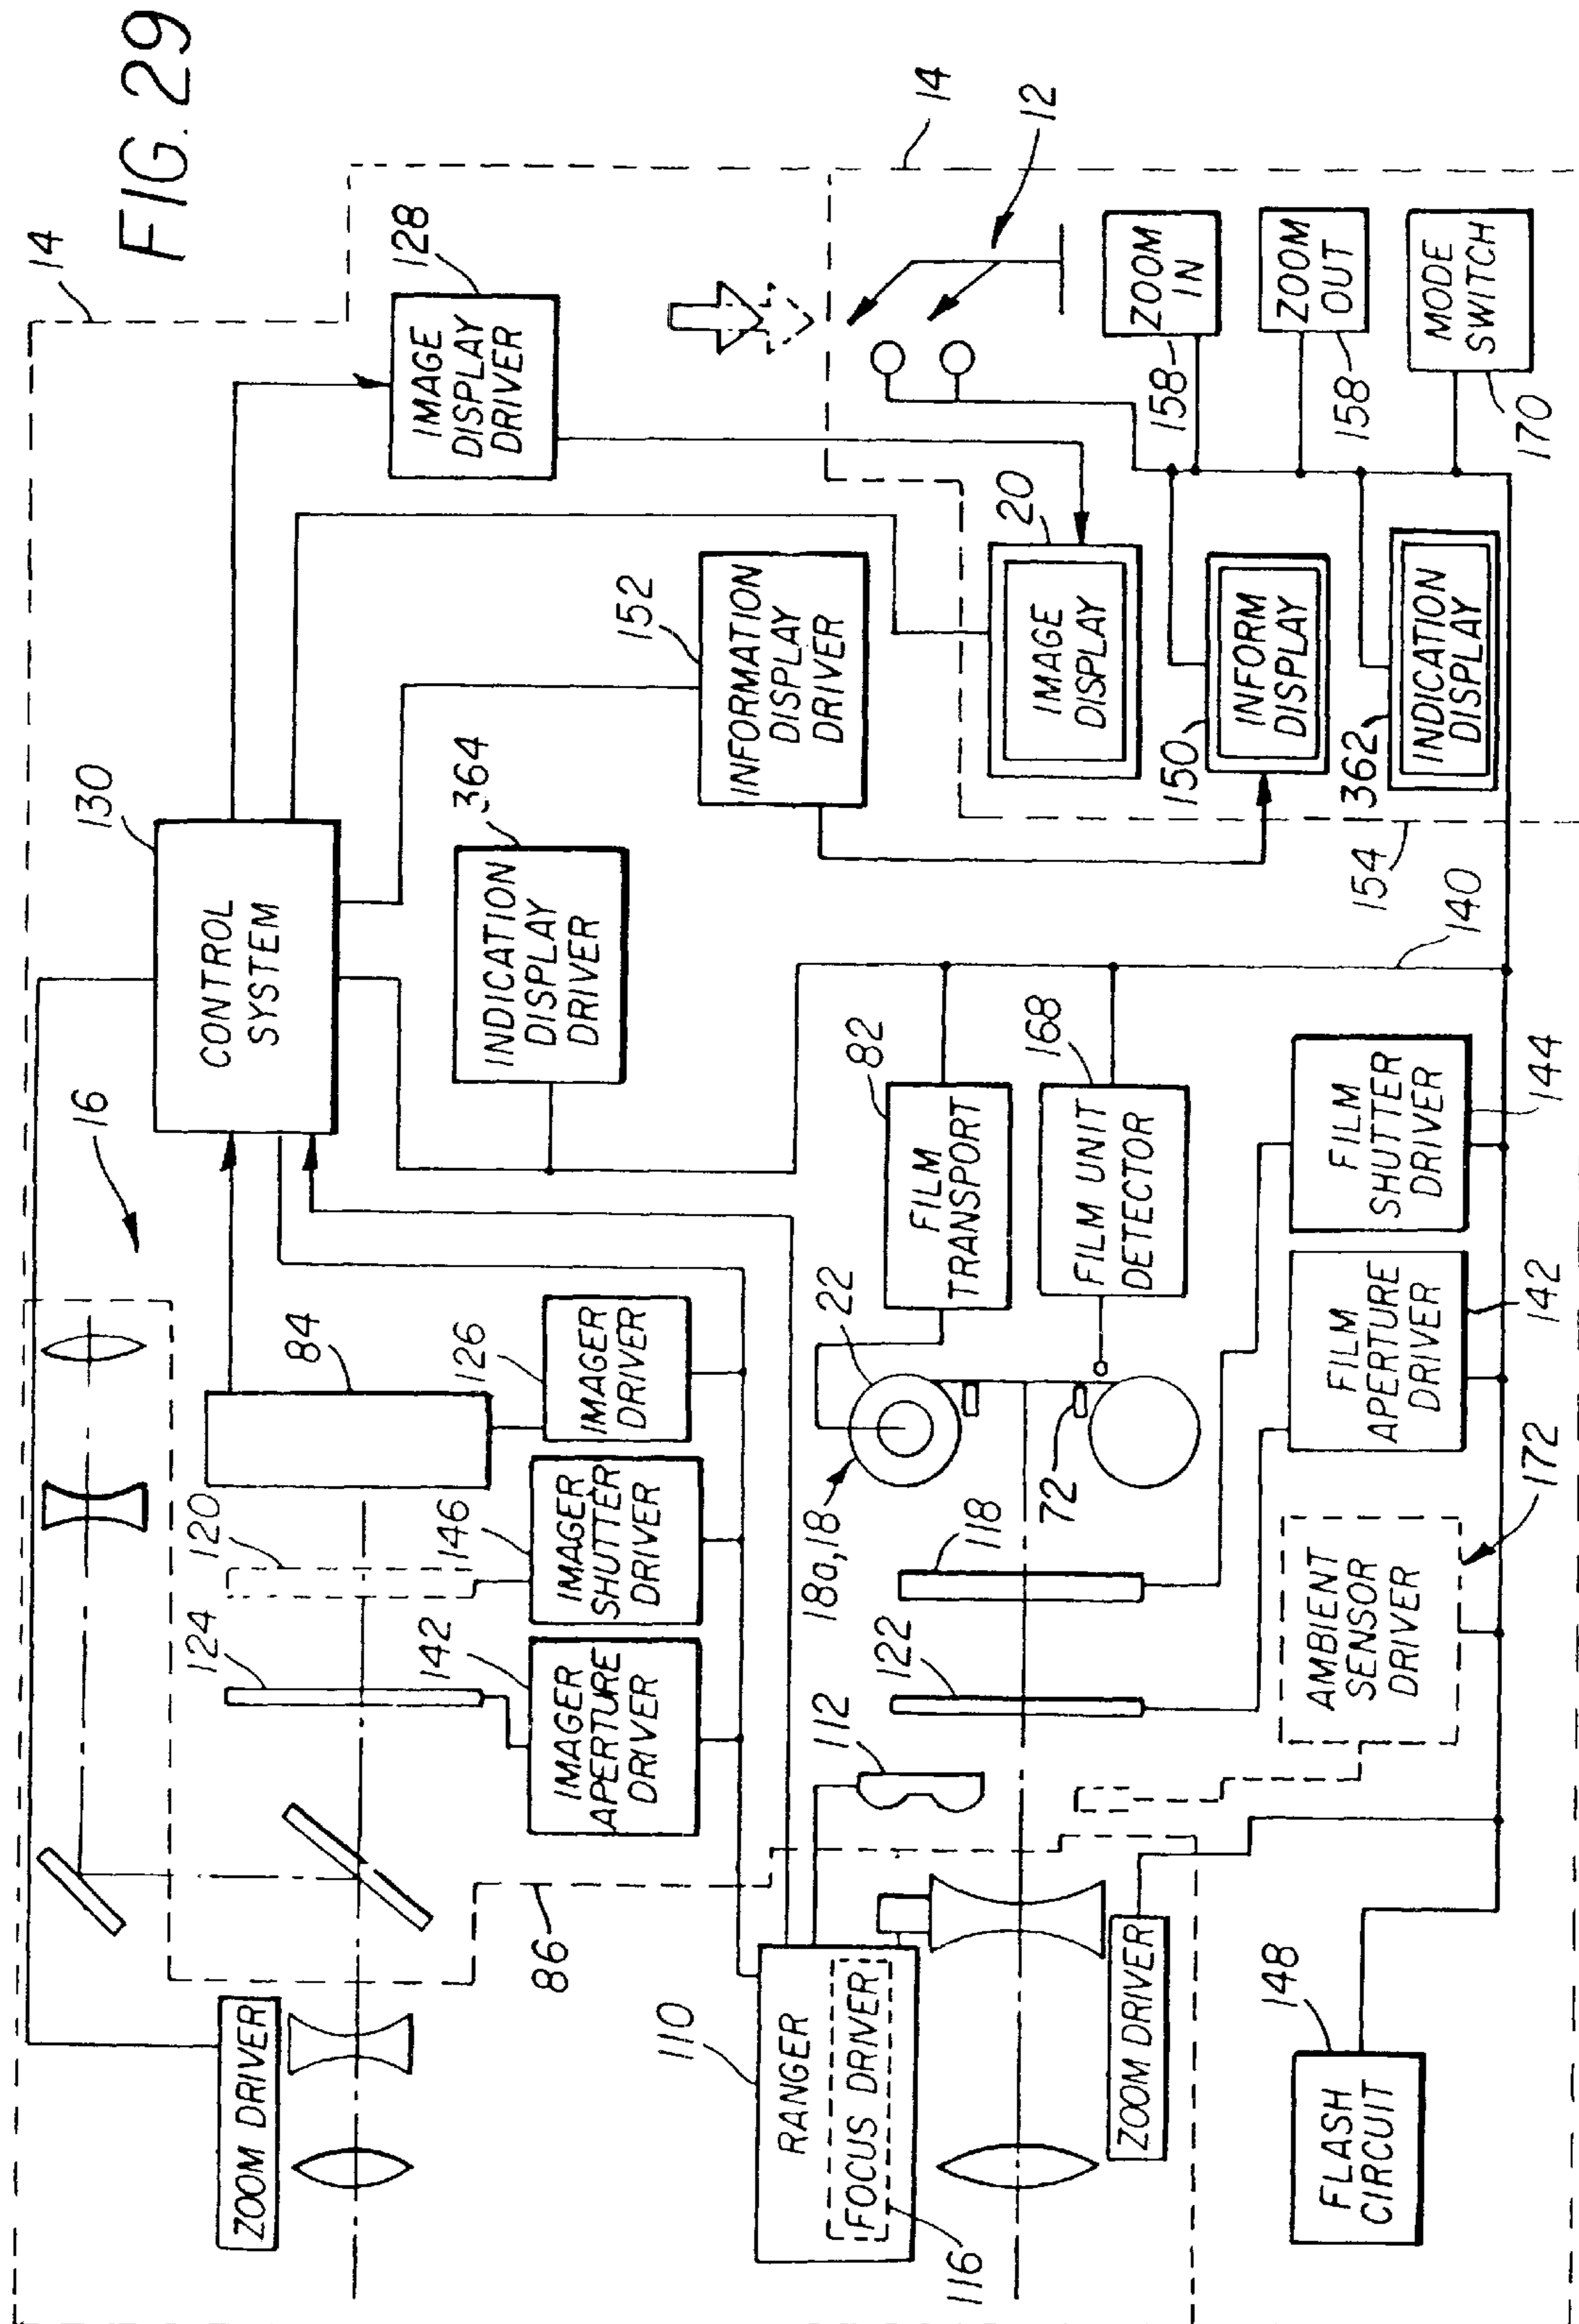 FIG. 29
14
16
130
CONTROL
SYSTEM
128
IMAGE
DISPLAY
DRIVER
14
12
ZOOM DRIVER
124
120
84
142
IMAGER
APERTURE
DRIVER
146
IMAGER
SHUTTER
DRIVER
126
IMAGER
DRIVER
364
INDICATION
DISPLAY
DRIVER
152
INFORMATION
DISPLAY
DRIVER
86
110
RANGER
FOCUS DRIVER
116
112
122
118
18a,18
22
72
82
FILM
TRANSPORT
168
FILM UNIT
DETECTOR
20
IMAGE
DISPLAY
150
INFORM
DISPLAY
362
INDICATION
DISPLAY
158
ZOOM
IN
ZOOM
OUT
158
MODE
SWITCH
170
154
140
ZOOM DRIVER
148
FLASH
CIRCUIT
AMBIENT
SENSOR
DRIVER
172
FILM
APERTURE
DRIVER
142
FILM
SHUTTER
DRIVER
144